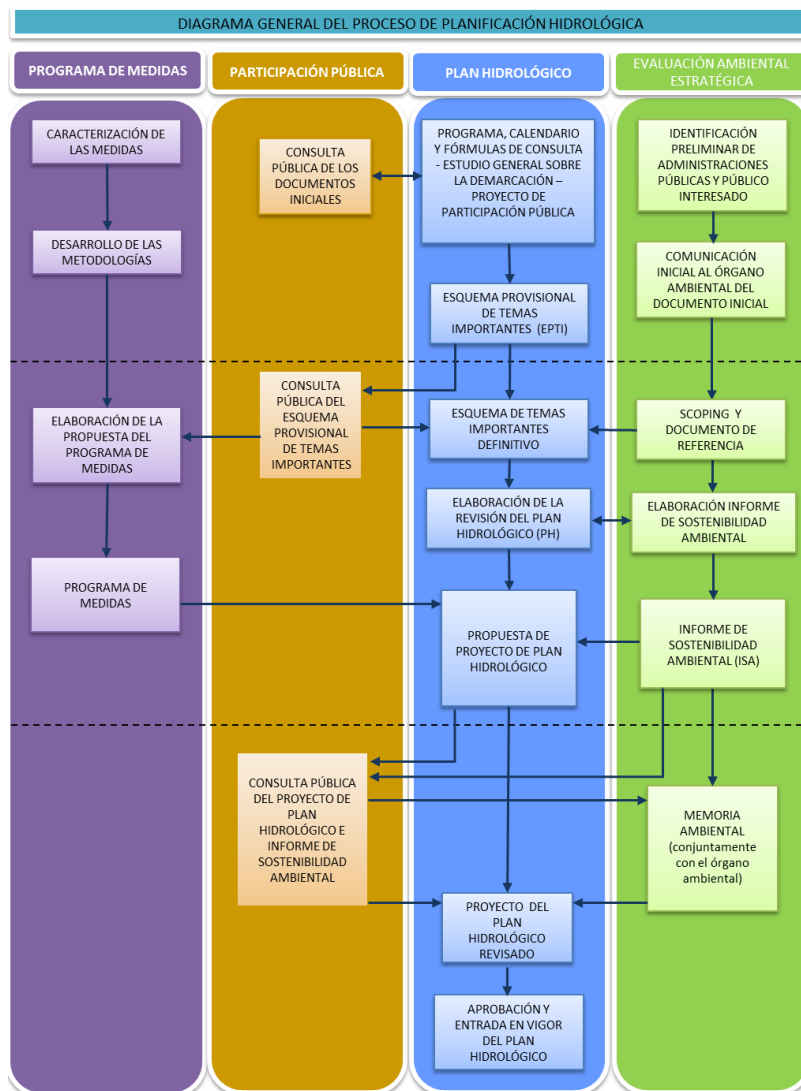 DIAGRAMA GENERAL DEL PROCESO DE PLANIFICACIÓN HIDROLÓGICA
PROGRAMA DE MEDIDAS
CARACTERIZACIÓN DE
LAS MEDIDAS
DESARROLLO DE LAS
METODOLOGÍAS
ELABORACIÓN DE LA
PROPUESTA DEL
PROGRAMA DE
MEDIDAS
PROGRAMA DE
MEDIDAS
PARTICIPACIÓN PÚBLICA
CONSULTA
PÚBLICA DE LOS
DOCUMENTOS
INICIALES
CONSULTA
PÚBLICA DEL
ESQUEMA
PROVISIONAL
DE TEMAS
IMPORTANTES
CONSULTA PÚBLICA
DEL PROYECTO DE
PLAN
HIDROLÓGICO E
INFORME DE
SOSTENIBILIDAD
AMBIENTAL
PLAN HIDROLÓGICO
PROGRAMA, CALENDARIO
Y FÓRMULAS DE CONSULTA
- ESTUDIO GENERAL SOBRE
LA DEMARCACIÓN –
PROYECTO DE
PARTICIPACIÓN PÚBLICA
ESQUEMA PROVISIONAL
DE TEMAS
IMPORTANTES (EPTI)
ESQUEMA DE TEMAS
IMPORTANTES
DEFINITIVO
ELABORACIÓN DE LA
REVISIÓN DEL PLAN
HIDROLÓGICO (PH)
PROPUESTA DE
PROYECTO DE PLAN
HIDROLÓGICO
PROYECTO DEL
PLAN
HIDROLÓGICO
REVISADO
APROBACIÓN Y
ENTRADA EN VIGOR
DEL PLAN
HIDROLÓGICO
EVALUACIÓN AMBIENTAL
ESTRATÉGICA
IDENTIFICACIÓN
PRELIMINAR DE
ADMINISTRACIONES
PÚBLICAS Y PÚBLICO
INTERESADO
COMUNICACIÓN
INICIAL AL ÓRGANO
AMBIENTAL DEL
DOCUMENTO INICIAL
SCOPING Y
DOCUMENTO DE
REFERENCIA
ELABORACIÓN INFORME
DE SOSTENIBILIDAD
AMBIENTAL
INFORME DE
SOSTENIBILIDAD
AMBIENTAL (ISA)
MEMORIA
AMBIENTAL
(conjuntamente
con el órgano
ambiental)